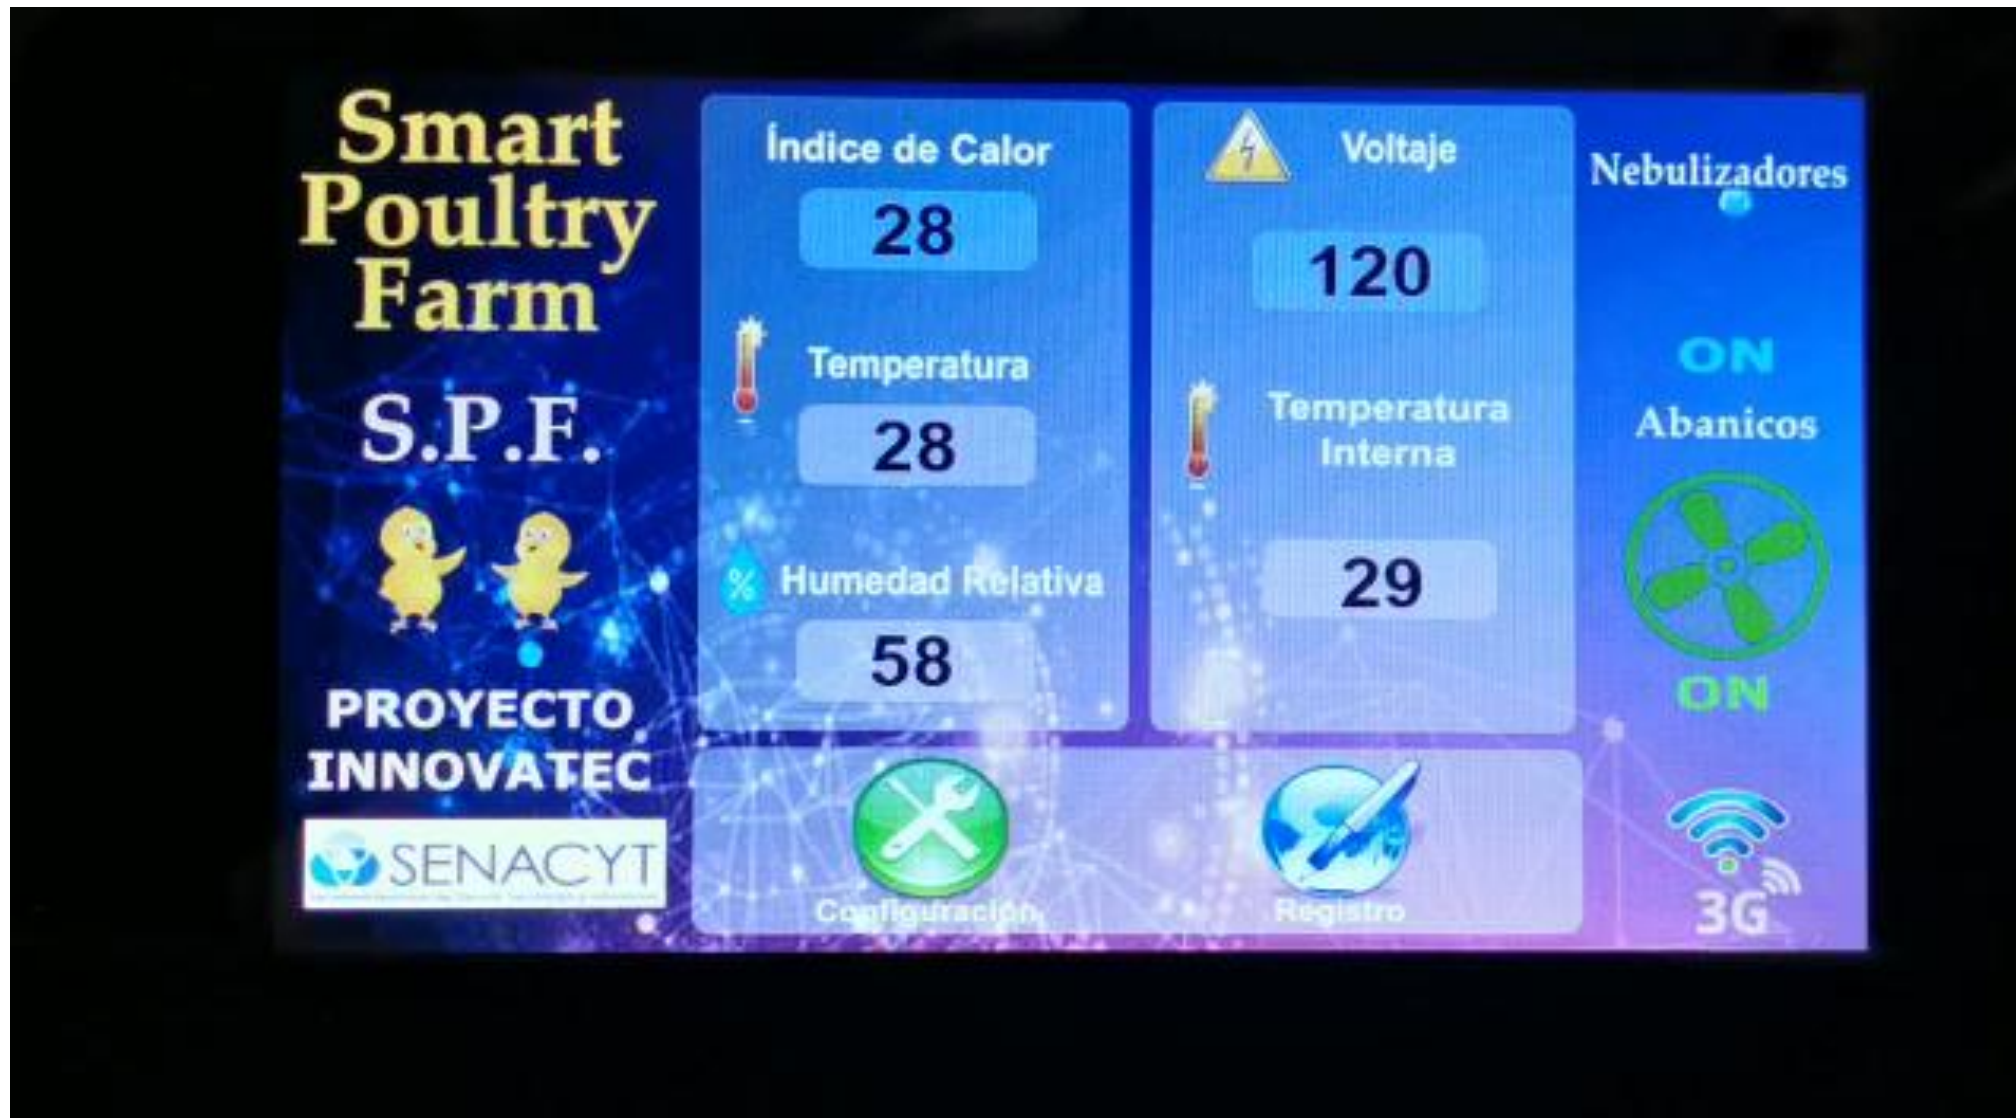 Smart
Poultry
Farm
S.P.F.
PROYECTO
INNOVATEC
SENACYT
Índice de Calor
28
Temperatura
28
%
Humedad Relativa
58
Voltaje
120
Temperatura
Interna
29
Configuración
Registro
Nebulizadores
ON
Abanicos
ON
3G